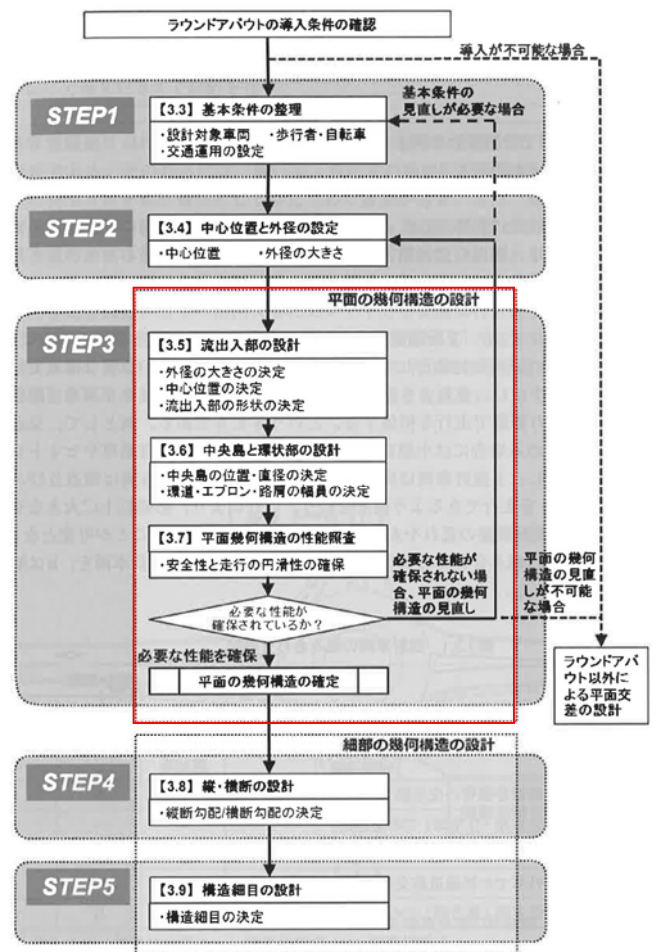 ラウンドアバウトの導入条件の確認
導入が不可能な場合
基本条件の
見直しが必要な場合
STEP1
【3.3】基本条件の整理
・設計対象車両　・歩行者・自転車
・交通運用の設定
STEP2
【3.4】中心位置と外径の設定
・中心位置　・外径の大きさ
平面の幾何構造の設計
STEP3
【3.5】流出入部の設計
・外径の大きさの決定
・中心位置の決定
・流出入部の形状の決定
【3.6】中央島と環状部の設計
・中央島の位置・直径の決定
・環道・エプロン・路肩の幅員の決定
【3.7】平面幾何構造の性能照査
・安全性と走行の円滑性の確保
必要な性能が
確保されているか？
必要な性能が
確保されない場
合、平面の幾何
構造の見直し
平面の幾何
構造の見直
しが不可能
な場合
必要な性能を確保
平面の幾何構造の確定
ラウンドアバ
ウト以外に
よる平面交
差の設計
細部の幾何構造の設計
STEP4
【3.8】縦・横断の設計
・縦断勾配/横断勾配の決定
STEP5
【3.9】構造細目の設計
・構造細目の決定